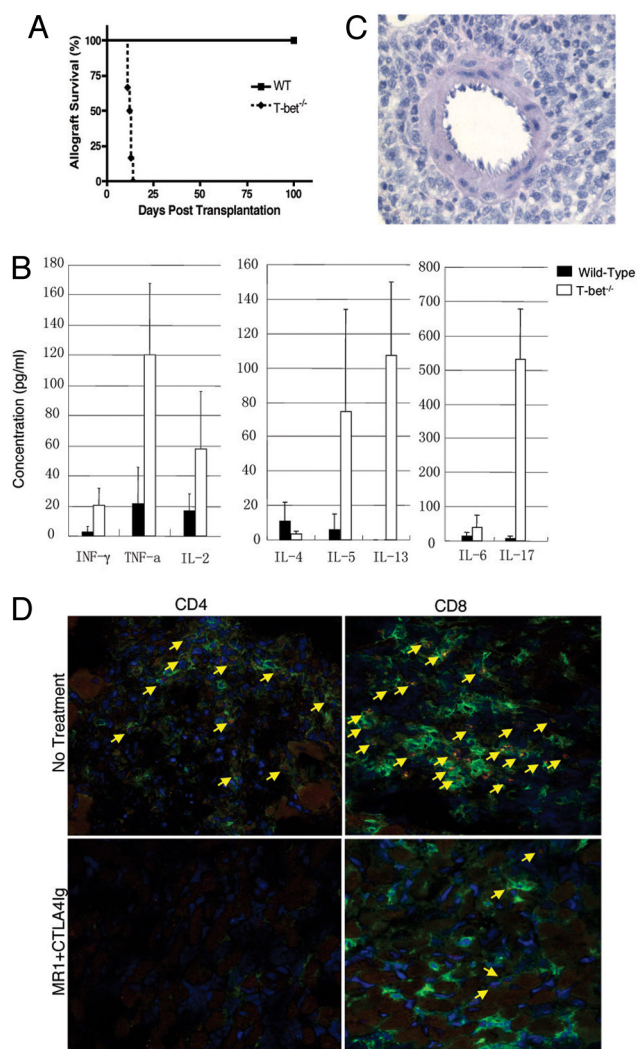 A
Allograft Survival (%)
100
75
50
25
0
0 25 50 75 100
Days Post Transplantation
WT
T-bet-/-
C
B
Concentration (pg/ml)
180
160
140
120
100
80
60
40
20
0
INF-γ TNF-a IL-2
160
140
120
100
80
60
40
20
0
IL-4 IL-5 IL-13
800
700
600
500
400
300
200
100
0
IL-6 IL-17
Wild-Type
T-bet-/-
D
CD4 CD8
No Treatment
MR1+CTLA4Ig